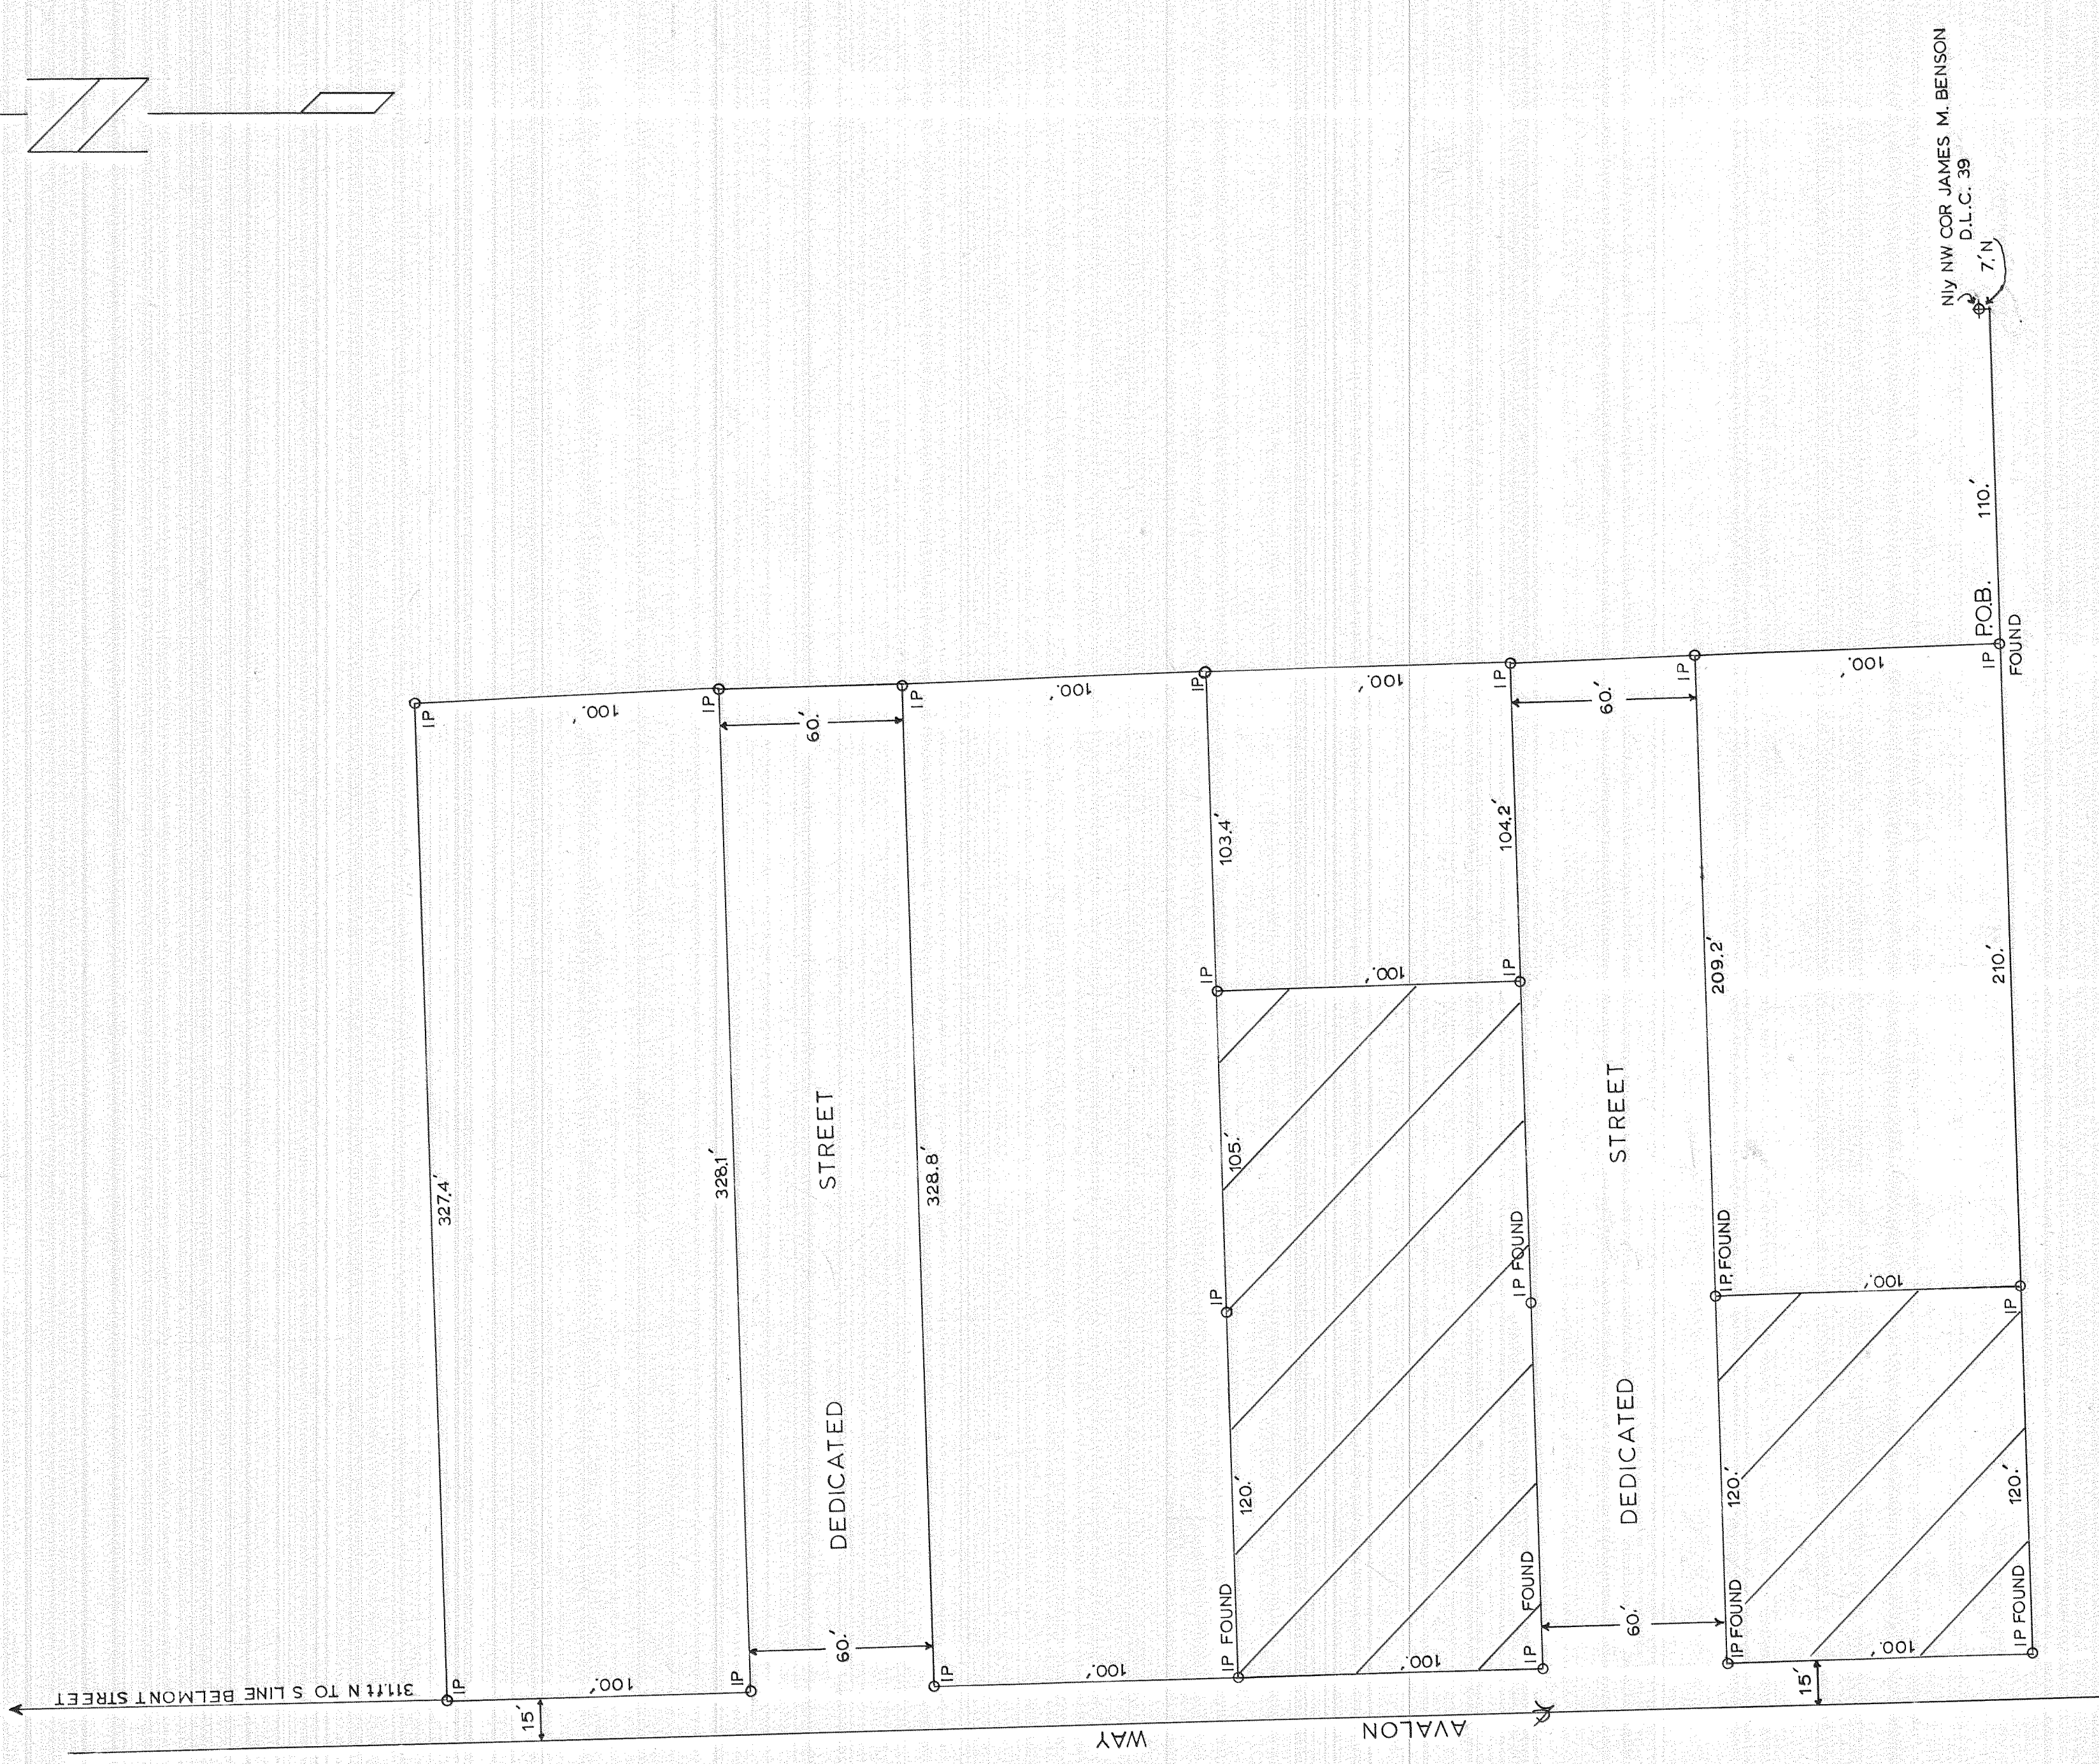 Nly NW COR JAMES M. BENSON
D.L.C. 39
7.' N
110.'
P.O.B.
IP
FOUND
311.1 ft N TO S LINE BELMONT STREET
IP
327.4'
IP
100.'
100.'
15'
IP
328.1'
IP
60.'
DEDICATED STREET
60.'
IP
328.8'
IP
100.'
100.'
IP FOUND
120.'
IP
105.'
IP
103.4'
IP
100.'
100.'
100.'
IP FOUND
IP FOUND
IP
104.2'
IP
60.'
DEDICATED STREET
60.'
IP FOUND
120.'
I.P. FOUND
209.2'
IP
100.'
100.'
100.'
15'
IP FOUND
120.'
IP
210.'
AVALON WAY